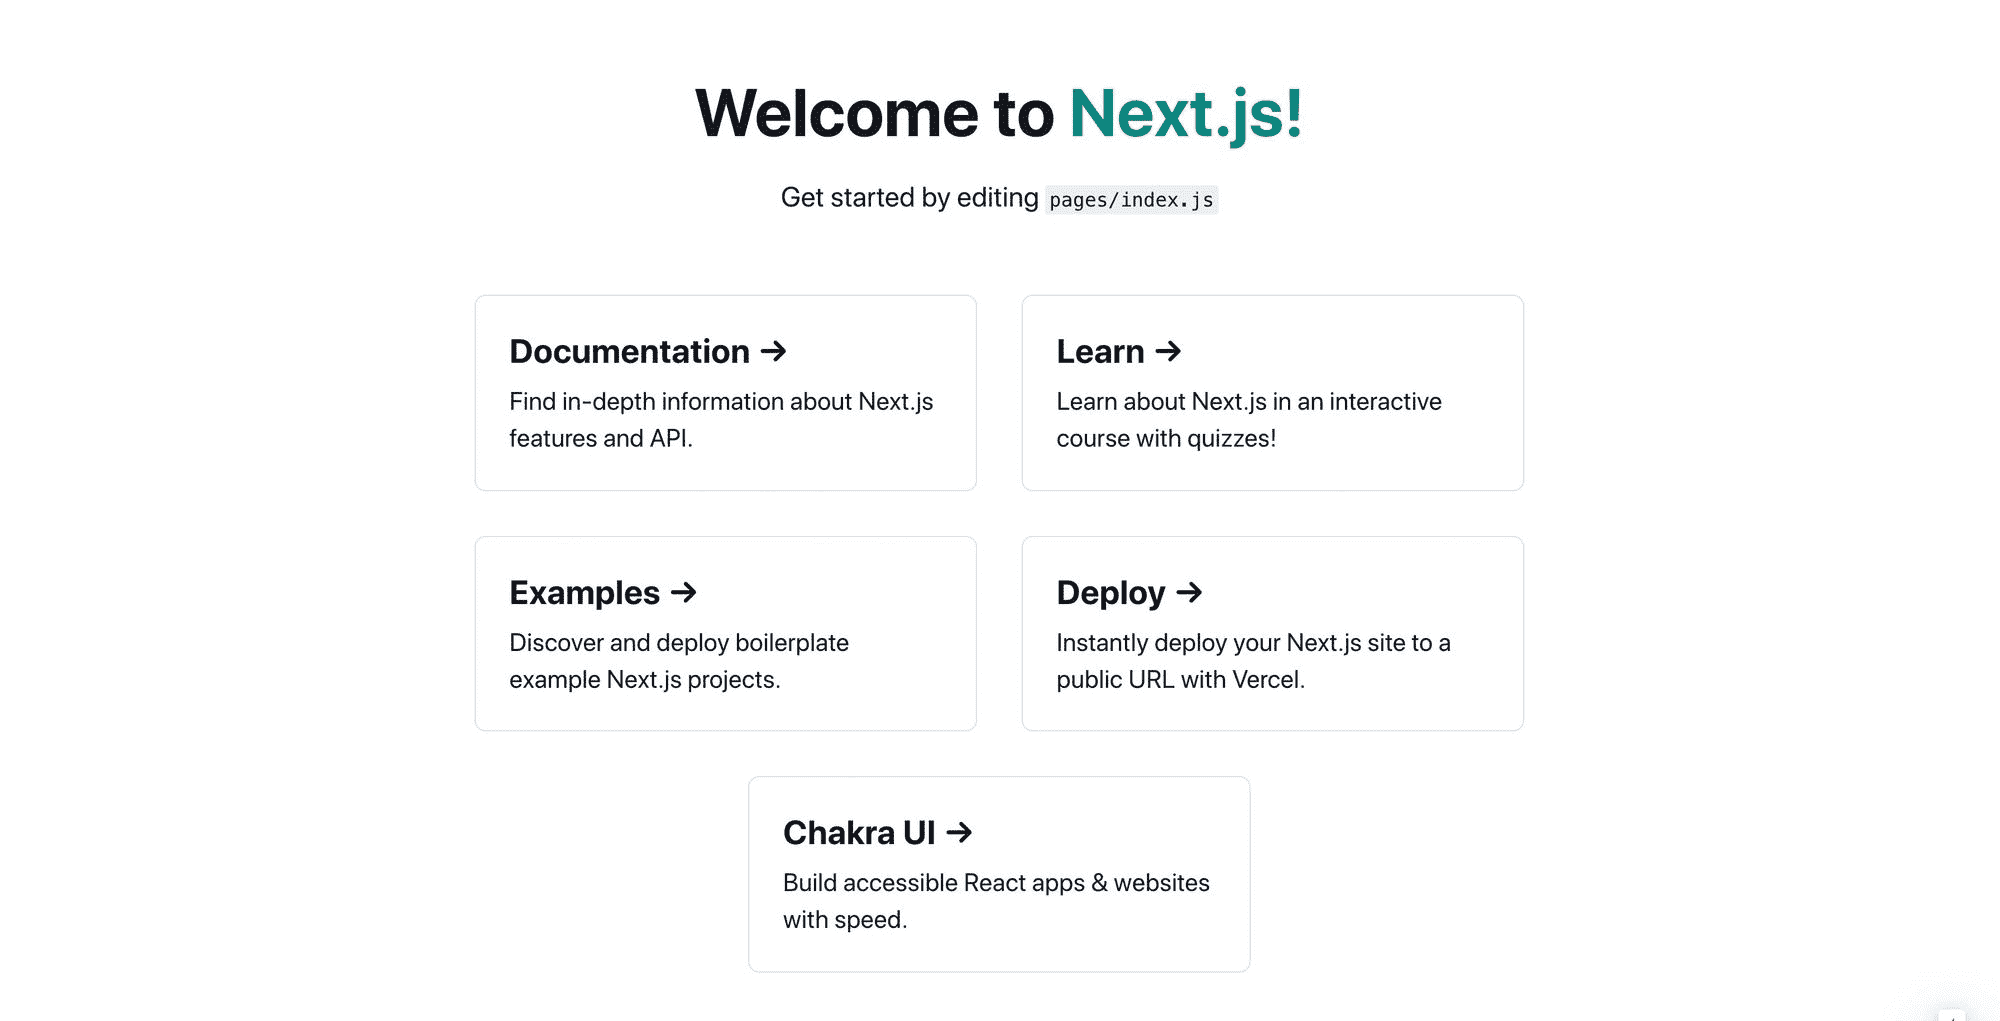 Welcome to Next.js!
Get started by editing pages/index.js
Documentation →
Find in-depth information about Next.js
features and API.
Learn →
Learn about Next.js in an interactive
course with quizzes!
Examples →
Discover and deploy boilerplate
example Next.js projects.
Deploy →
Instantly deploy your Next.js site to a
public URL with Vercel.
Chakra UI →
Build accessible React apps & websites
with speed.